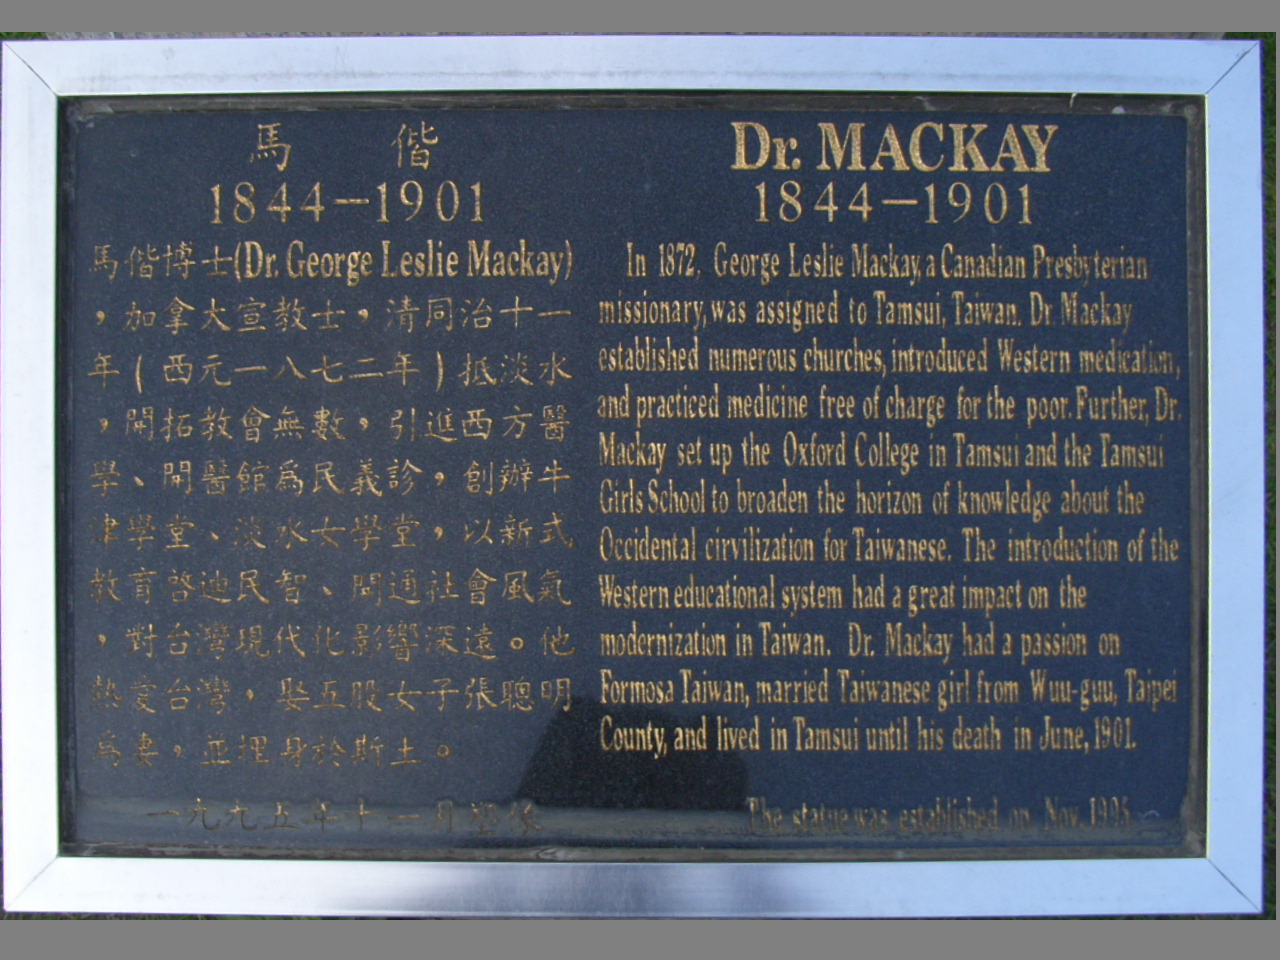 馬 偕
1844－1901
馬偕博士(Dr. George Leslie Mackay)
，加拿大宣教士，清同治十一
年(西元一八七二年)抵淡水
，開拓教會無數，引進西方醫
學、開醫館為民義診，創辦牛
津學堂、淡水女學堂，以新式
教育啓迪民智、開通社會風氣
，對台灣現代化影響深遠。他
熱愛台灣，娶五股女子張聰明
為妻，並埋身於斯土。
一九九五年十一月塑像
Dr. MACKAY
1844－1901
In 1872, George Leslie Mackay, a Canadian Presbyterian
missionary, was assigned to Tamsui, Taiwan. Dr. Mackay
established numerous churches, introduced Western medication,
and practiced medicine free of charge for the poor. Further, Dr.
Mackay set up the Oxford College in Tamsui and the Tamsui
Girls School to broaden the horizon of knowledge about the
Occidental cirvilization for Taiwanese. The introduction of the
Western educational system had a great impact on the
modernization in Taiwan. Dr. Mackay had a passion on
Formosa Taiwan, married Taiwanese girl from Wuu-guu, Taipei
County, and lived in Tamsui until his death in June, 1901.
The statue was established on Nov. 1995.